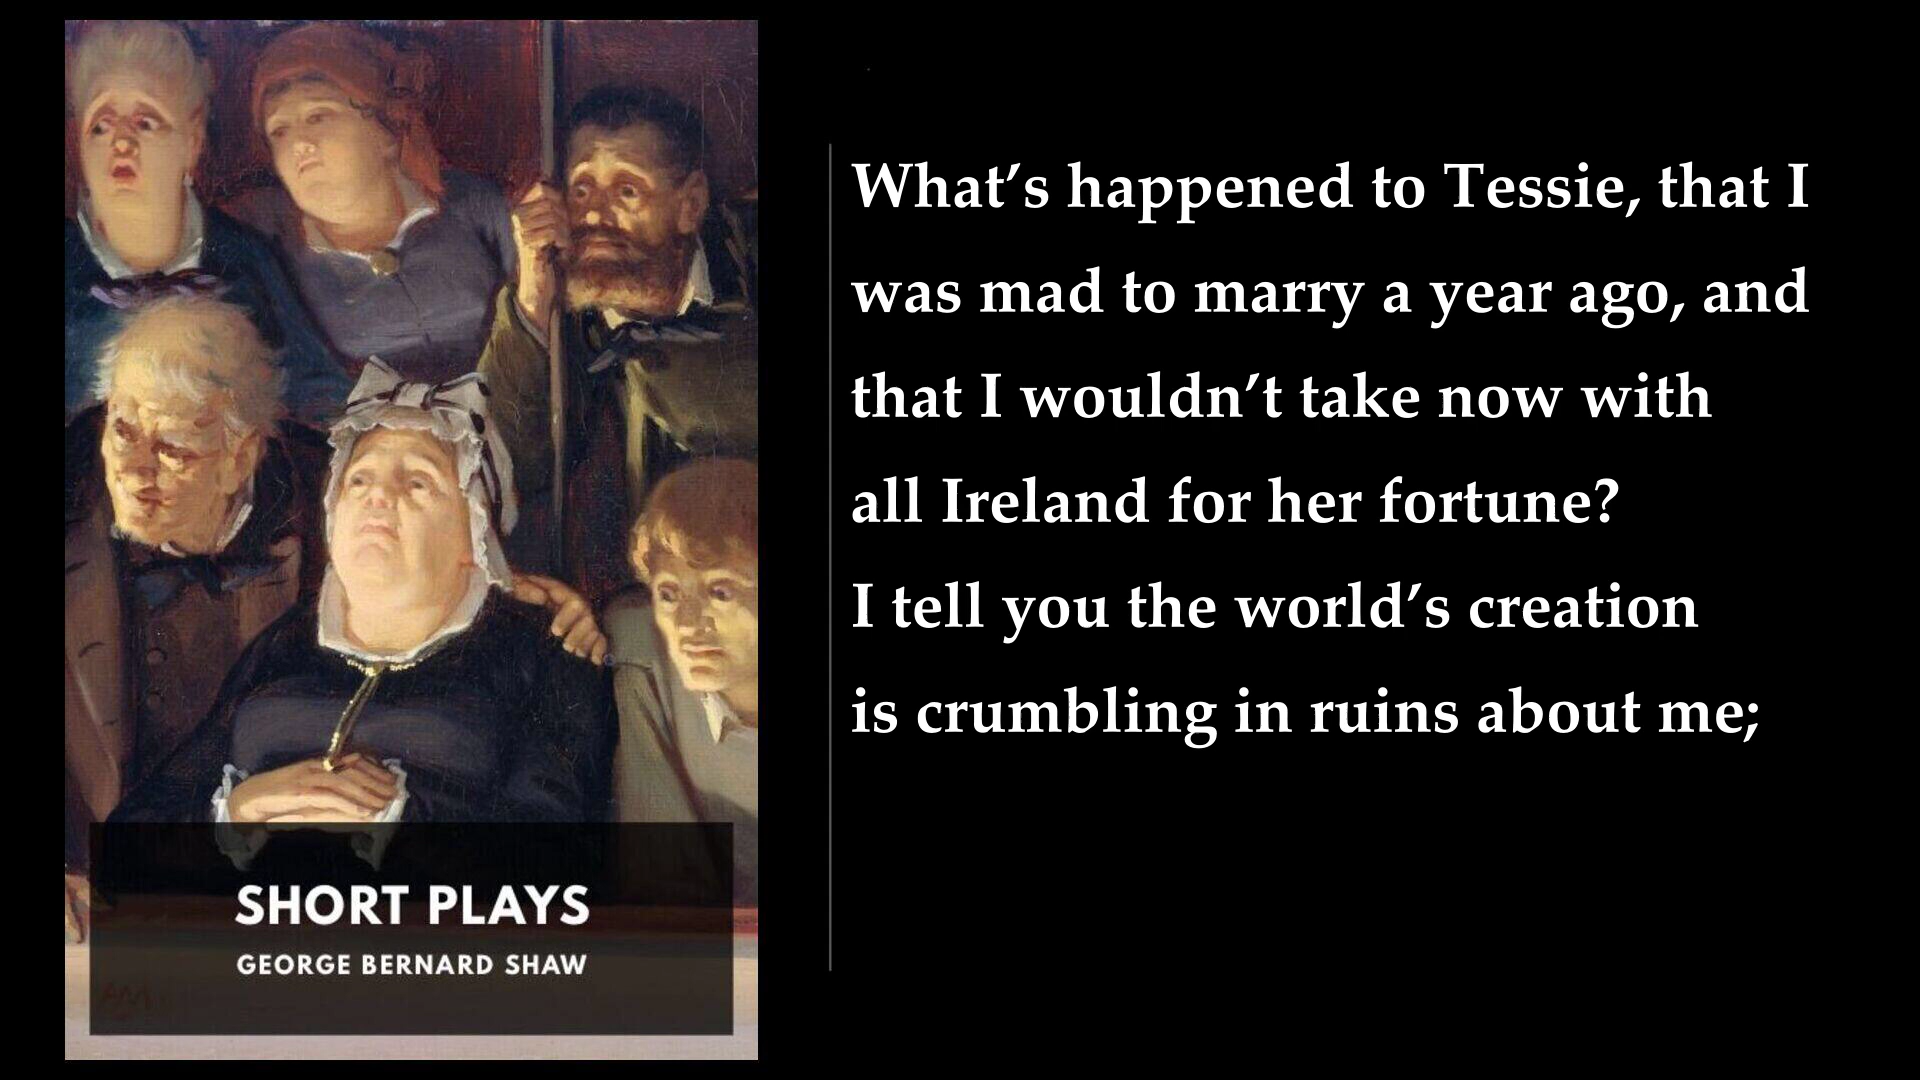 SHORT PLAYS
GEORGE BERNARD SHAW
What’s happened to Tessie, that I
was mad to marry a year ago, and
that I wouldn’t take now with
all Ireland for her fortune?
I tell you the world’s creation
is crumbling in ruins about me;